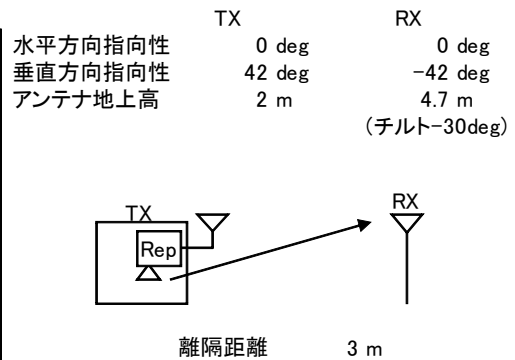 TX RX
水平方向指向性 0 deg 0 deg
垂直方向指向性 42 deg -42 deg
アンテナ地上高 2 m 4.7 m
(チルト-30deg)
TX RX
Rep
離隔距離 3 m